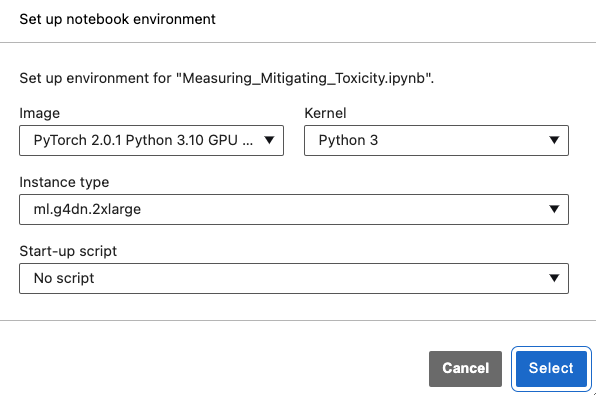 Set up notebook environment
Set up environment for "Measuring_Mitigating_Toxicity.ipynb".
Image Kernel
PyTorch 2.0.1 Python 3.10 GPU ... Python 3
Instance type
ml.g4dn.2xlarge
Start-up script
No script
Cancel Select